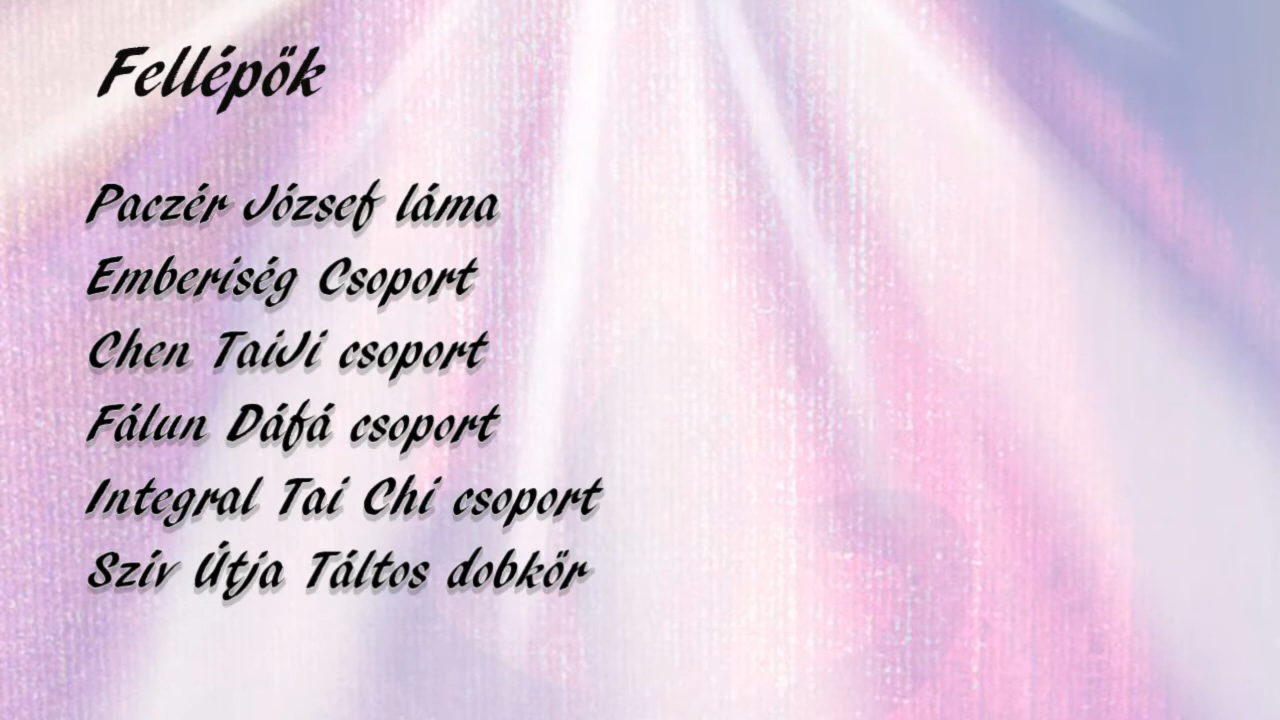 Fellépők
Paczér József láma
Emberiség Csoport
Chen TaiJi csoport
Fálun Dáfá csoport
Integral Tai Chi csoport
Szív Útja Táltos dobkör